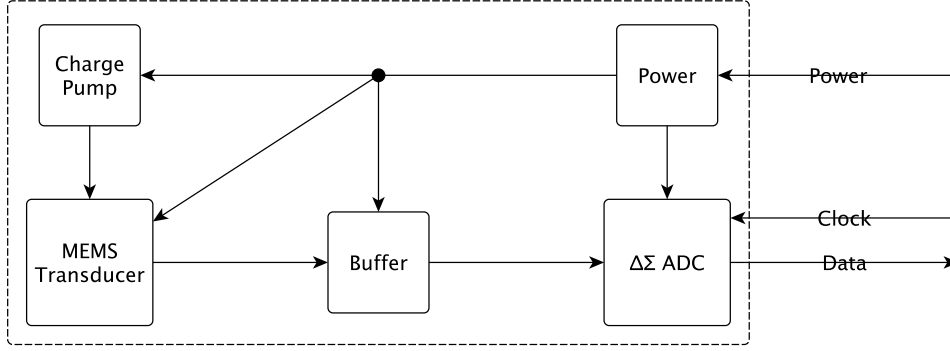 Charge
Pump
Power
Power
Clock
MEMS
Transducer
Buffer
ΔΣ ADC
Data